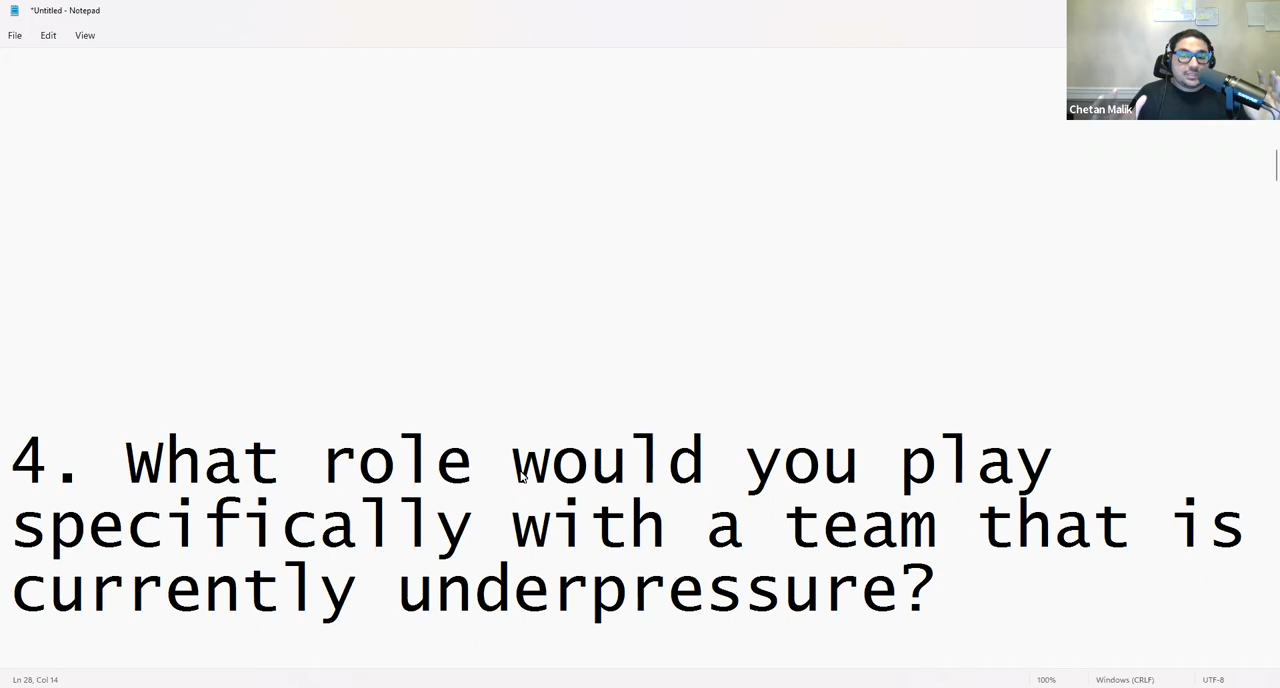 *Untitled - Notepad
File Edit View
Chetan Malik
4. What role would you play
specifically with a team that is
currently underpressure?
Ln 28, Col 14
100%
Windows (CRLF)
UTF-8